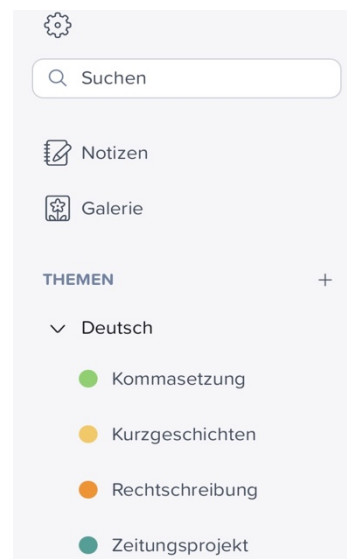 Suchen
Notizen
Galerie
THEMEN +
Deutsch
Kommasetzung
Kurzgeschichten
Rechtschreibung
Zeitungsprojekt